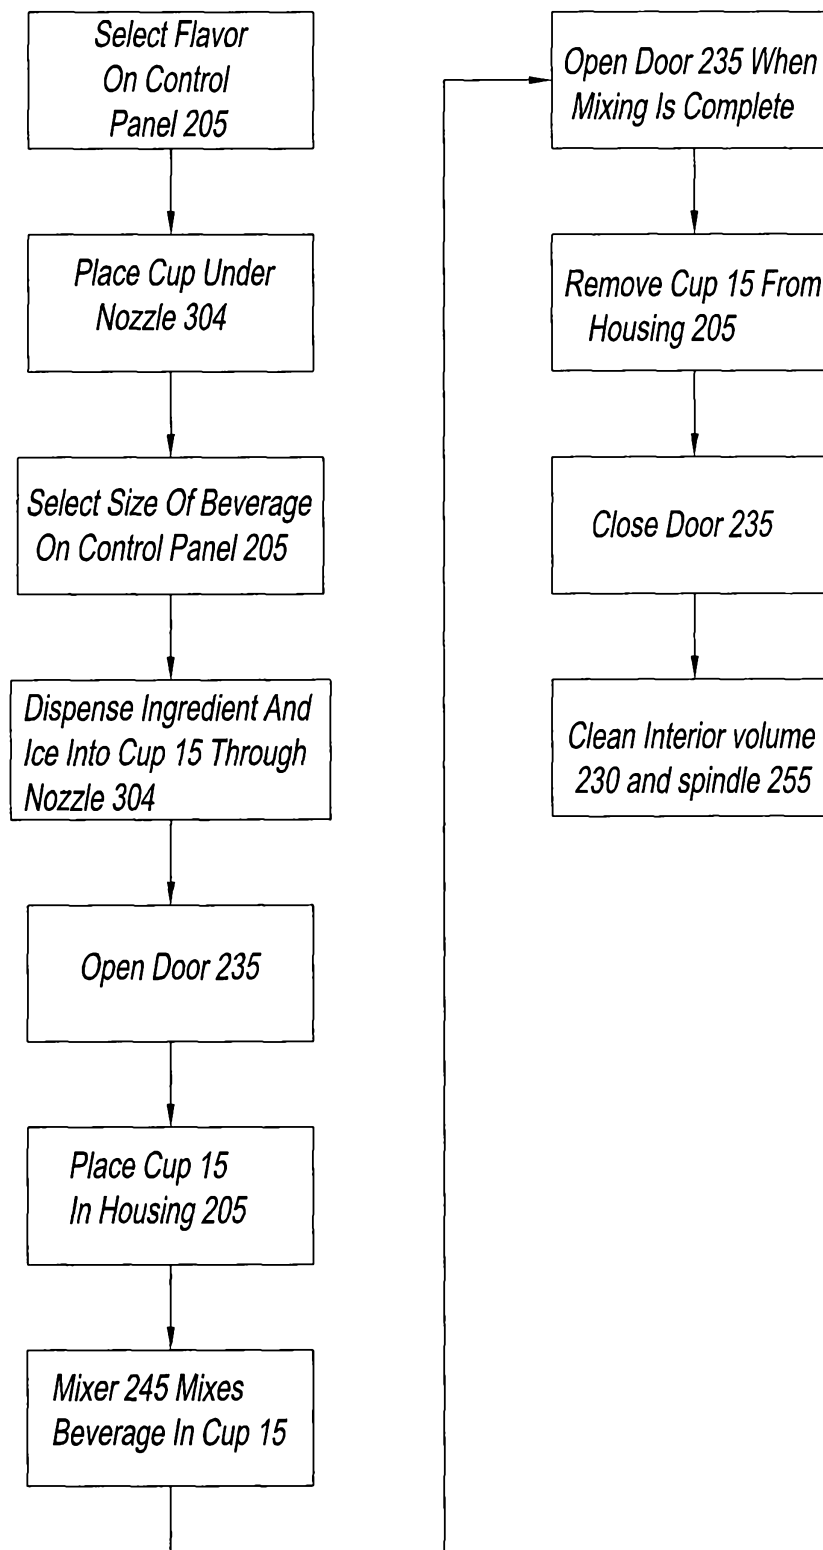 Select Flavor
On Control
Panel 205
Place Cup Under
Nozzle 304
Select Size Of Beverage
On Control Panel 205
Dispense Ingredient And
Ice Into Cup 15 Through
Nozzle 304
Open Door 235
Place Cup 15
In Housing 205
Mixer 245 Mixes
Beverage In Cup 15
Open Door 235 When
Mixing Is Complete
Remove Cup 15 From
Housing 205
Close Door 235
Clean Interior volume
230 and spindle 255